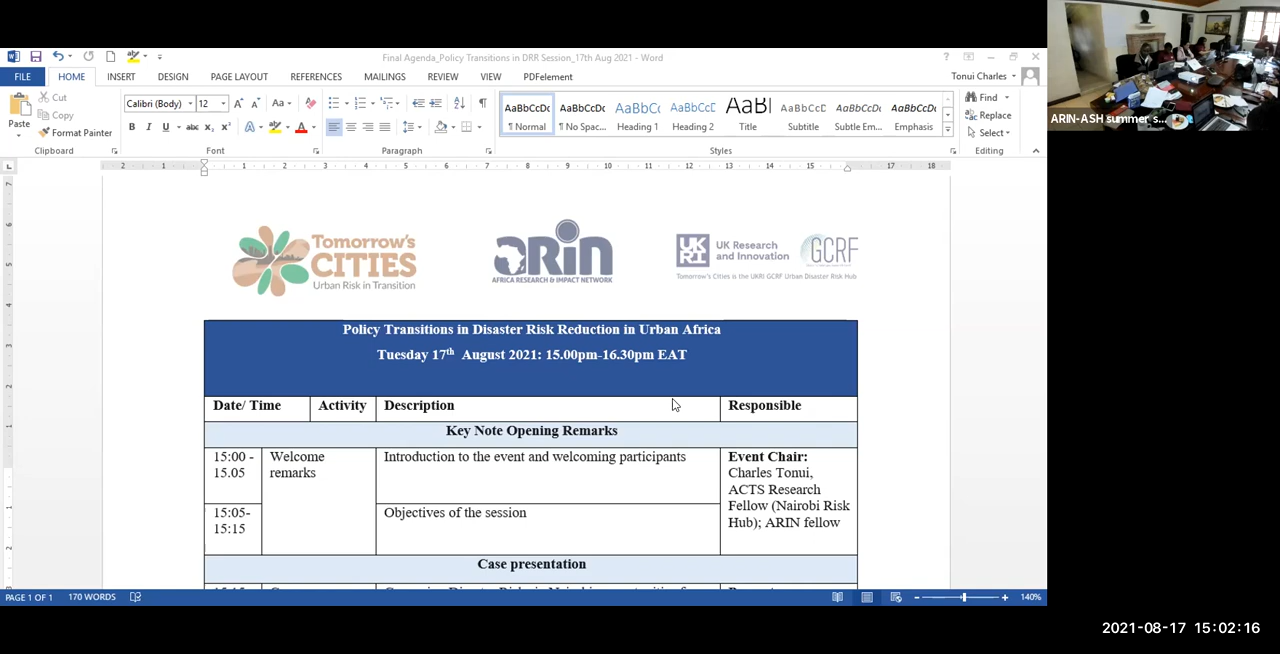 Final Agenda_Policy Transitions in DRR Session_17th Aug 2021 - Word
FILE HOME INSERT DESIGN PAGE LAYOUT REFERENCES MAILINGS REVIEW VIEW PDFelement
Tonui Charles
Paste
Cut
Copy
Format Painter
Clipboard
Calibri (Body) 12
Font
Paragraph
AaBbCcDc AaBbCcDc AaBbCc AaBbCc AaBl AaBbCcD AaBbCcDc AaBbCcDc
¶ Normal ¶ No Spac... Heading 1 Heading 2 Title Subtitle Subtle Em... Emphasis
Styles
Find
Replace
Select
Editing
ARIN-ASH summer s...
Tomorrow's
CITIES
Urban Risk in Transition
ARIN
AFRICA RESEARCH & IMPACT NETWORK
UKRI
UK Research
and Innovation
GCRF
Tomorrow's Cities is the UKRI GCRF Urban Disaster Risk Hub
Policy Transitions in Disaster Risk Reduction in Urban Africa
Tuesday 17th August 2021: 15.00pm-16.30pm EAT
Date/ Time Activity Description Responsible
Key Note Opening Remarks
15:00 -
15.05
Welcome
remarks
Introduction to the event and welcoming participants
Event Chair:
Charles Tonui,
ACTS Research
Fellow (Nairobi Risk
Hub); ARIN fellow
15:05-
15:15
Objectives of the session
Case presentation
PAGE 1 OF 1 170 WORDS
140%
2021-08-17 15:02:16